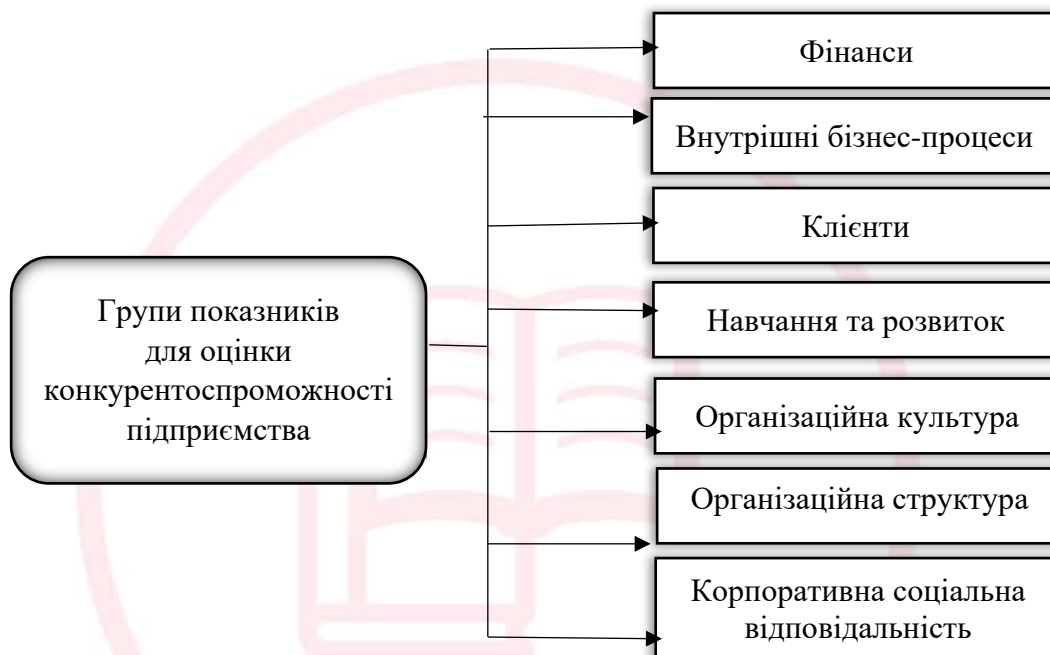 Групи показників
для оцінки
конкурентоспроможності
підприємства
Фінанси
Внутрішні бізнес-процеси
Клієнти
Навчання та розвиток
Організаційна культура
Організаційна структура
Корпоративна соціальна
відповідальність